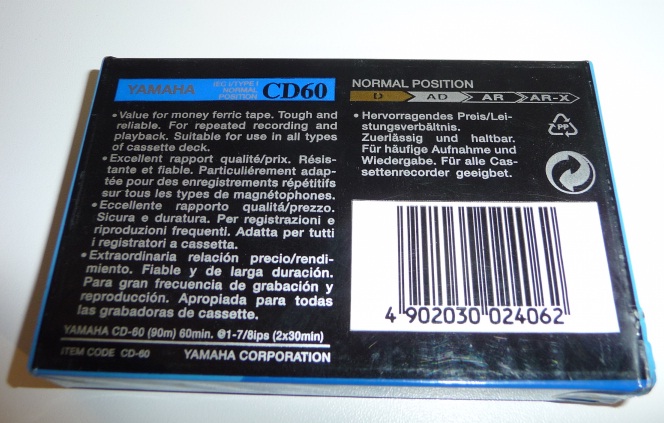 YAMAHA IEC I/TYPE I NORMAL POSITION CD60
• Value for money ferric tape. Tough and
reliable. For repeated recording and
playback. Suitable for use in all types
of cassette deck.
• Excellent rapport qualité/prix. Résis-
tante et fiable. Particuliérement adap-
tée pour des enregistrements répétitifs
sur tous les types de magnétophones.
• Eccellente rapporto qualitá/prezzo.
Sicura e duratura. Per registrazioni e
riproduzioni frequenti. Adatta per tutti
i registratori a cassetta.
• Extraordinaria relación precio/rendi-
miento. Fiable y de larga duración.
Para gran frecuencia de grabación y
reproducción. Apropiada para todas
las grabadoras de cassette.
YAMAHA CD-60 (90m) 60min. @1-7/8ips (2x30min)
ITEM CODE CD-60 YAMAHA CORPORATION
NORMAL POSITION
D AD AR AR-X
• Hervorragendes Preis/Lei-
stungsverbältnis.
Zuerlässig und haltbar.
Für häufige Aufnahme und
Wiedergabe. Für alle Cas-
settenrecorder geeigbet.
PP
4 902030 024062